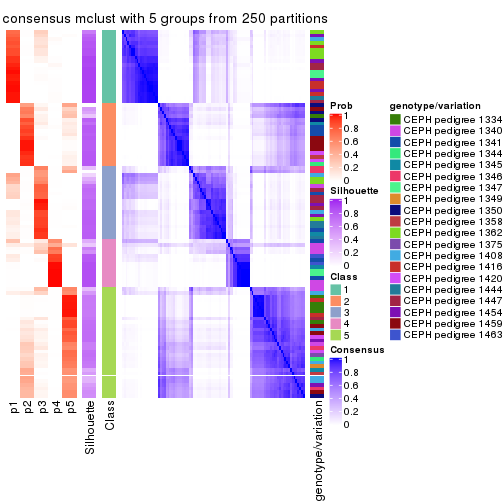 consensus mclust with 5 groups from 250 partitions
Prob
1
0.8
0.6
0.4
0.2
0
Silhouette
1
0.8
0.6
0.4
0.2
0
Class
1
2
3
4
5
Consensus
1
0.8
0.6
0.4
0.2
0
genotype/variation
CEPH pedigree 1334
CEPH pedigree 1340
CEPH pedigree 1341
CEPH pedigree 1344
CEPH pedigree 1345
CEPH pedigree 1346
CEPH pedigree 1347
CEPH pedigree 1349
CEPH pedigree 1350
CEPH pedigree 1358
CEPH pedigree 1362
CEPH pedigree 1375
CEPH pedigree 1408
CEPH pedigree 1416
CEPH pedigree 1420
CEPH pedigree 1444
CEPH pedigree 1447
CEPH pedigree 1454
CEPH pedigree 1459
CEPH pedigree 1463
p1
p2
p3
p4
p5
Silhouette
Class
genotype/variation